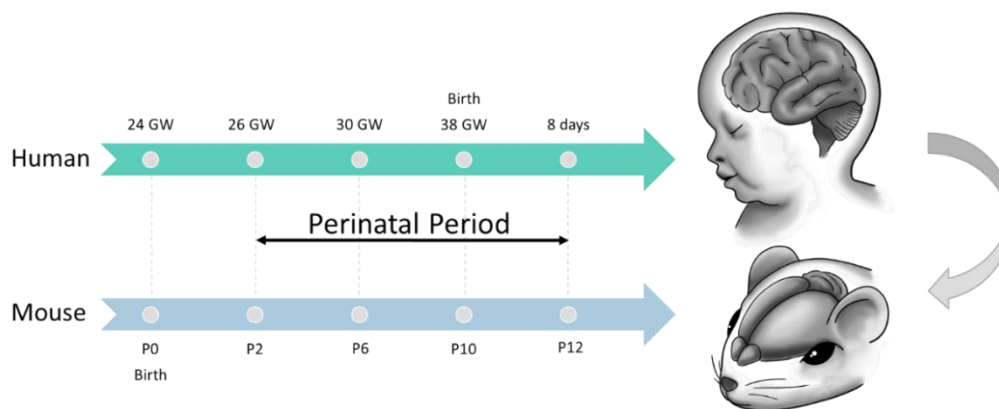 Birth
24 GW 26 GW 30 GW 38 GW 8 days
Human
Perinatal Period
Mouse
P0 P2 P6 P10 P12
Birth